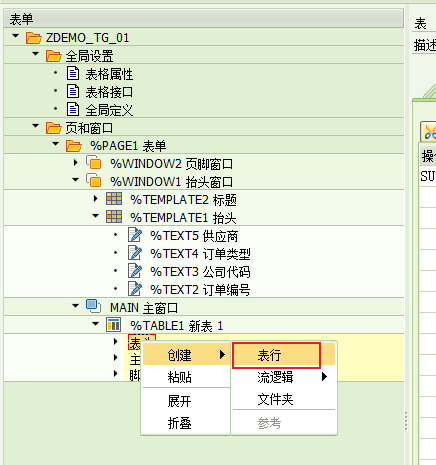 表单
ZDEMO_TG_01
全局设置
表格属性
表格接口
全局定义
页和窗口
%PAGE1 表单
%WINDOW2 页脚窗口
%WINDOW1 抬头窗口
%TEMPLATE2 标题
%TEMPLATE1 抬头
%TEXT5 供应商
%TEXT4 订单类型
%TEXT3 公司代码
%TEXT2 订单编号
MAIN 主窗口
%TABLE1 新表 1
表头
主
脚
创建
粘贴
展开
折叠
表行
流逻辑
文件夹
参考
表
描述
操作
SU